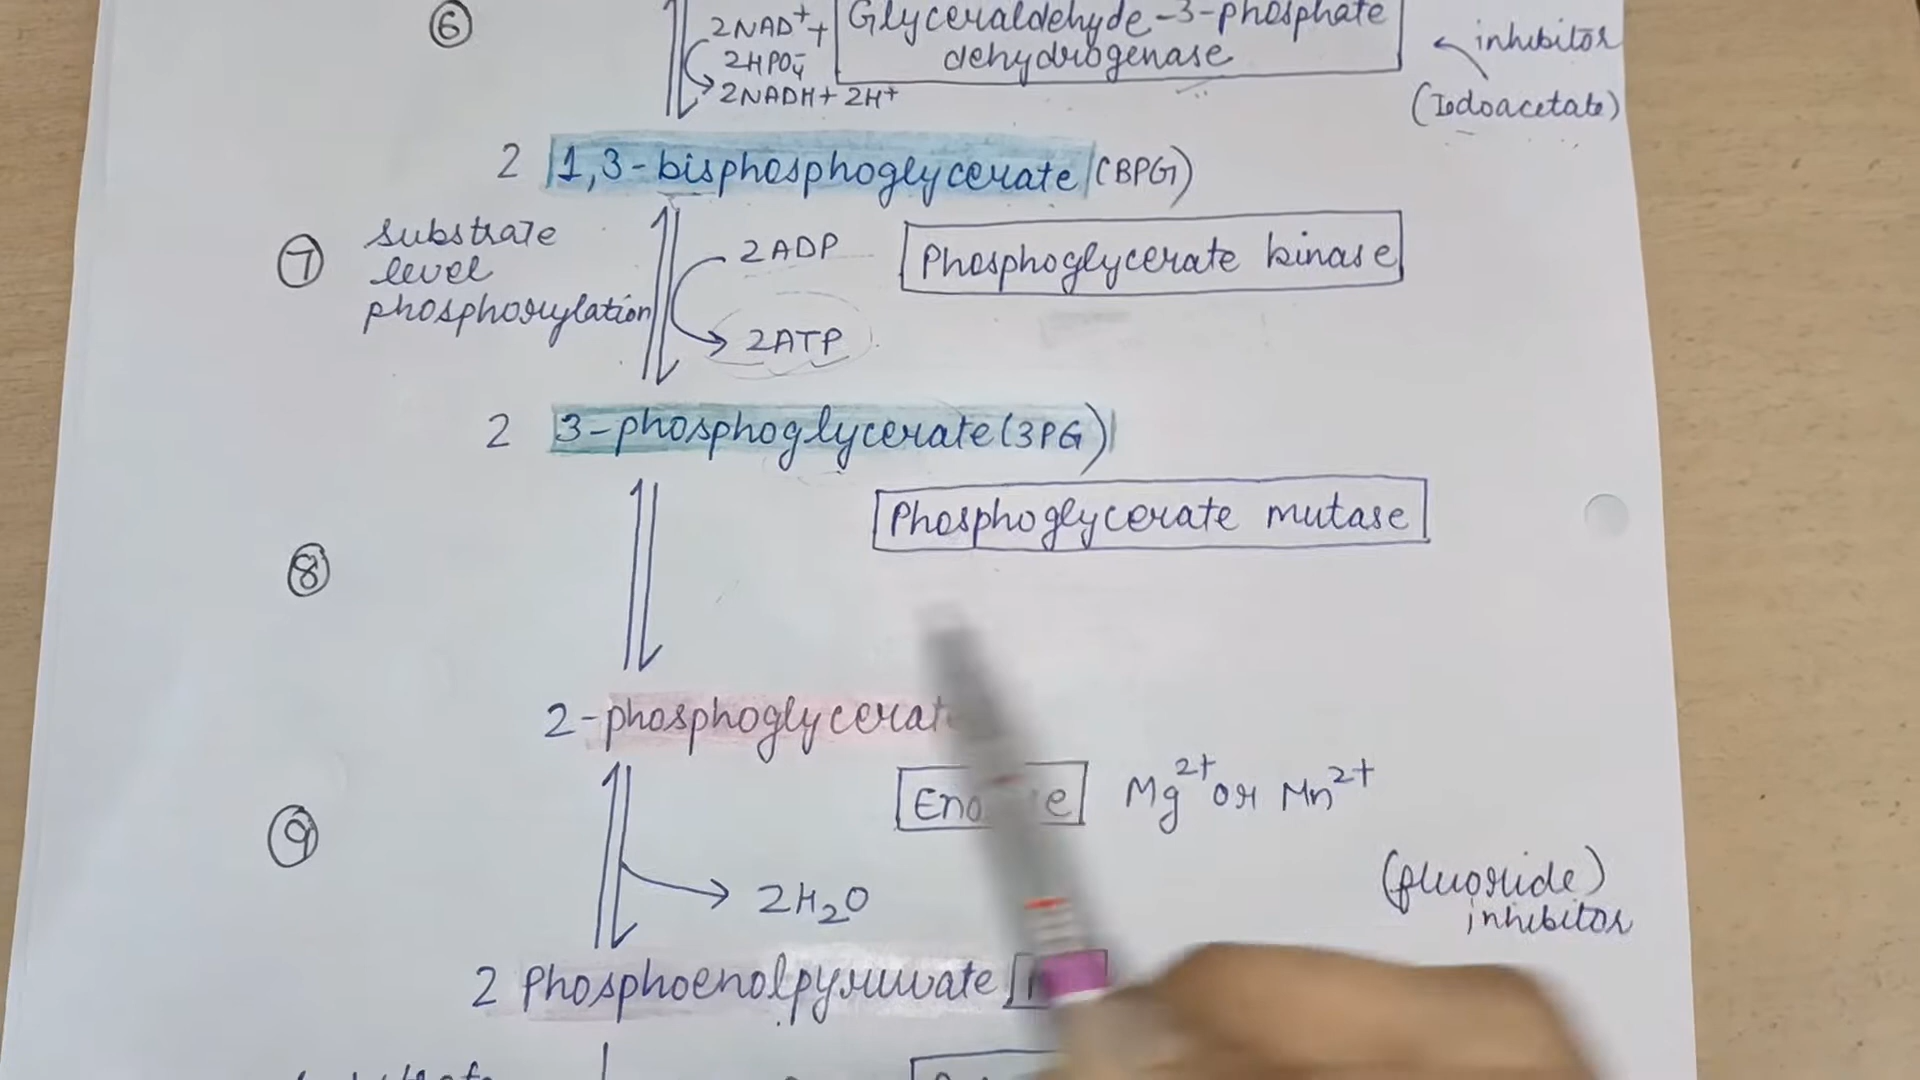 6
2NAD⁺+
2HPO₄⁻
2NADH+ 2H⁺
Glyceraldehyde-3-phosphate
dehydrogenase
inhibitor
(Iodoacetate)
2 1,3-bisphosphoglycerate (BPG)
7
substrate
level
phosphorylation
2ADP
2ATP
Phosphoglycerate kinase
2 3-phosphoglycerate (3PG)
8
Phosphoglycerate mutase
2-phosphoglycerat
9
Mg²⁺ or Mn²⁺
2H₂O
(fluoride)
inhibitor
2 Phosphoenolpyruvate